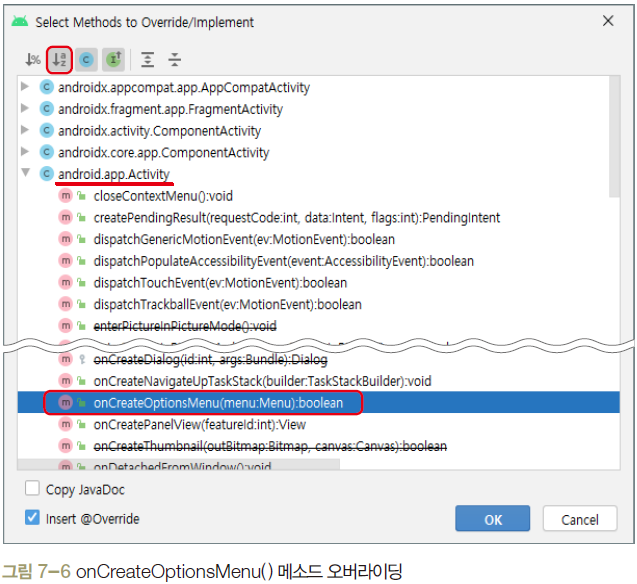 Select Methods to Override/Implement
androidx.appcompat.app.AppCompatActivity
androidx.fragment.app.FragmentActivity
androidx.activity.ComponentActivity
androidx.core.app.ComponentActivity
android.app.Activity
closeContextMenu():void
createPendingResult(requestCode:int, data:Intent, flags:int):PendingIntent
dispatchGenericMotionEvent(ev:MotionEvent):boolean
dispatchPopulateAccessibilityEvent(event:AccessibilityEvent):boolean
dispatchTouchEvent(ev:MotionEvent):boolean
dispatchTrackballEvent(ev:MotionEvent):boolean
enterPictureInPictureMode():void
onCreateDialog(id:int, args:Bundle):Dialog
onCreateNavigateUpTaskStack(builder:TaskStackBuilder):void
onCreateOptionsMenu(menu:Menu):boolean
onCreatePanelView(featureId:int):View
onCreateThumbnail(outBitmap:Bitmap, canvas:Canvas):boolean
onDetachedFromWindow():void
Copy JavaDoc
Insert @Override
OK Cancel
그림 7-6 onCreateOptionsMenu() 메소드 오버라이딩